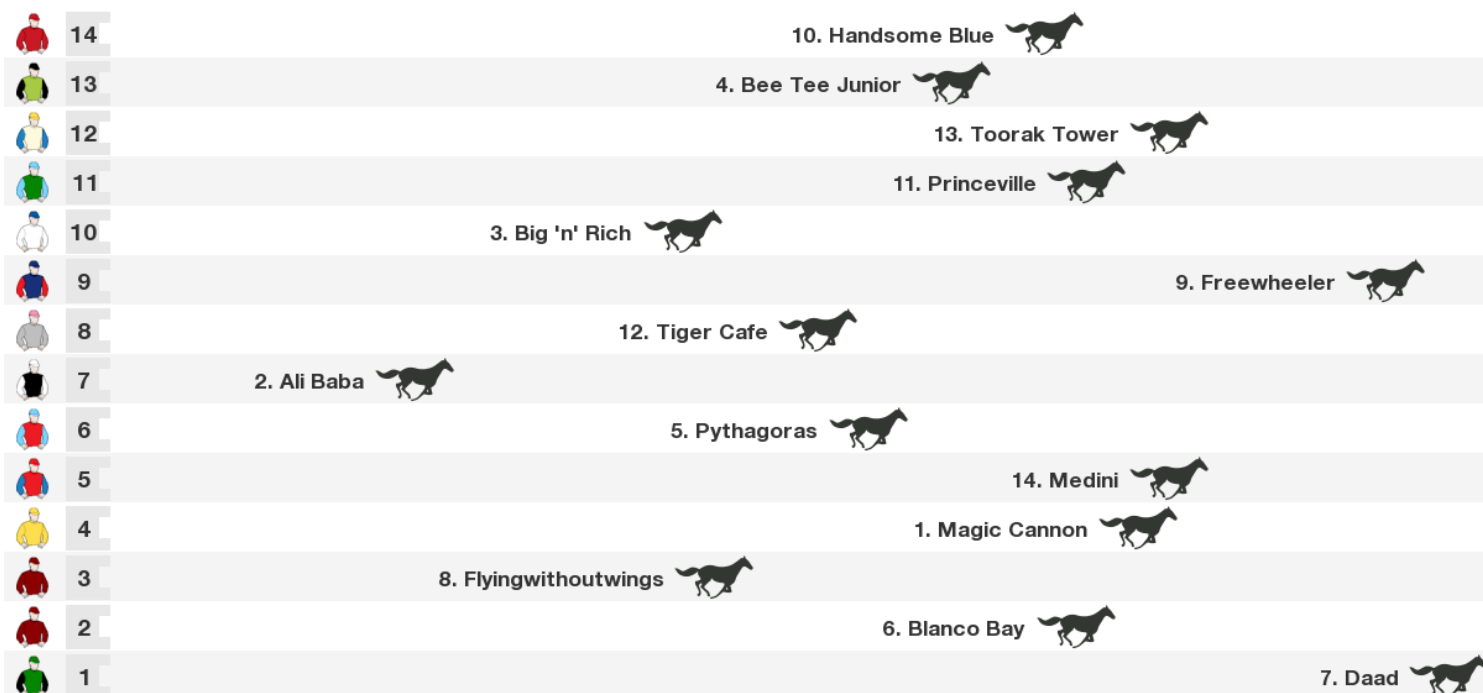 14 10. Handsome Blue
13 4. Bee Tee Junior
12 13. Toorak Tower
11 11. Princeville
10 3. Big 'n' Rich
9 9. Freewheeler
8 12. Tiger Cafe
7 2. Ali Baba
6 5. Pythagoras
5 14. Medini
4 1. Magic Cannon
3 8. Flyingwithoutwings
2 6. Blanco Bay
1 7. Daad